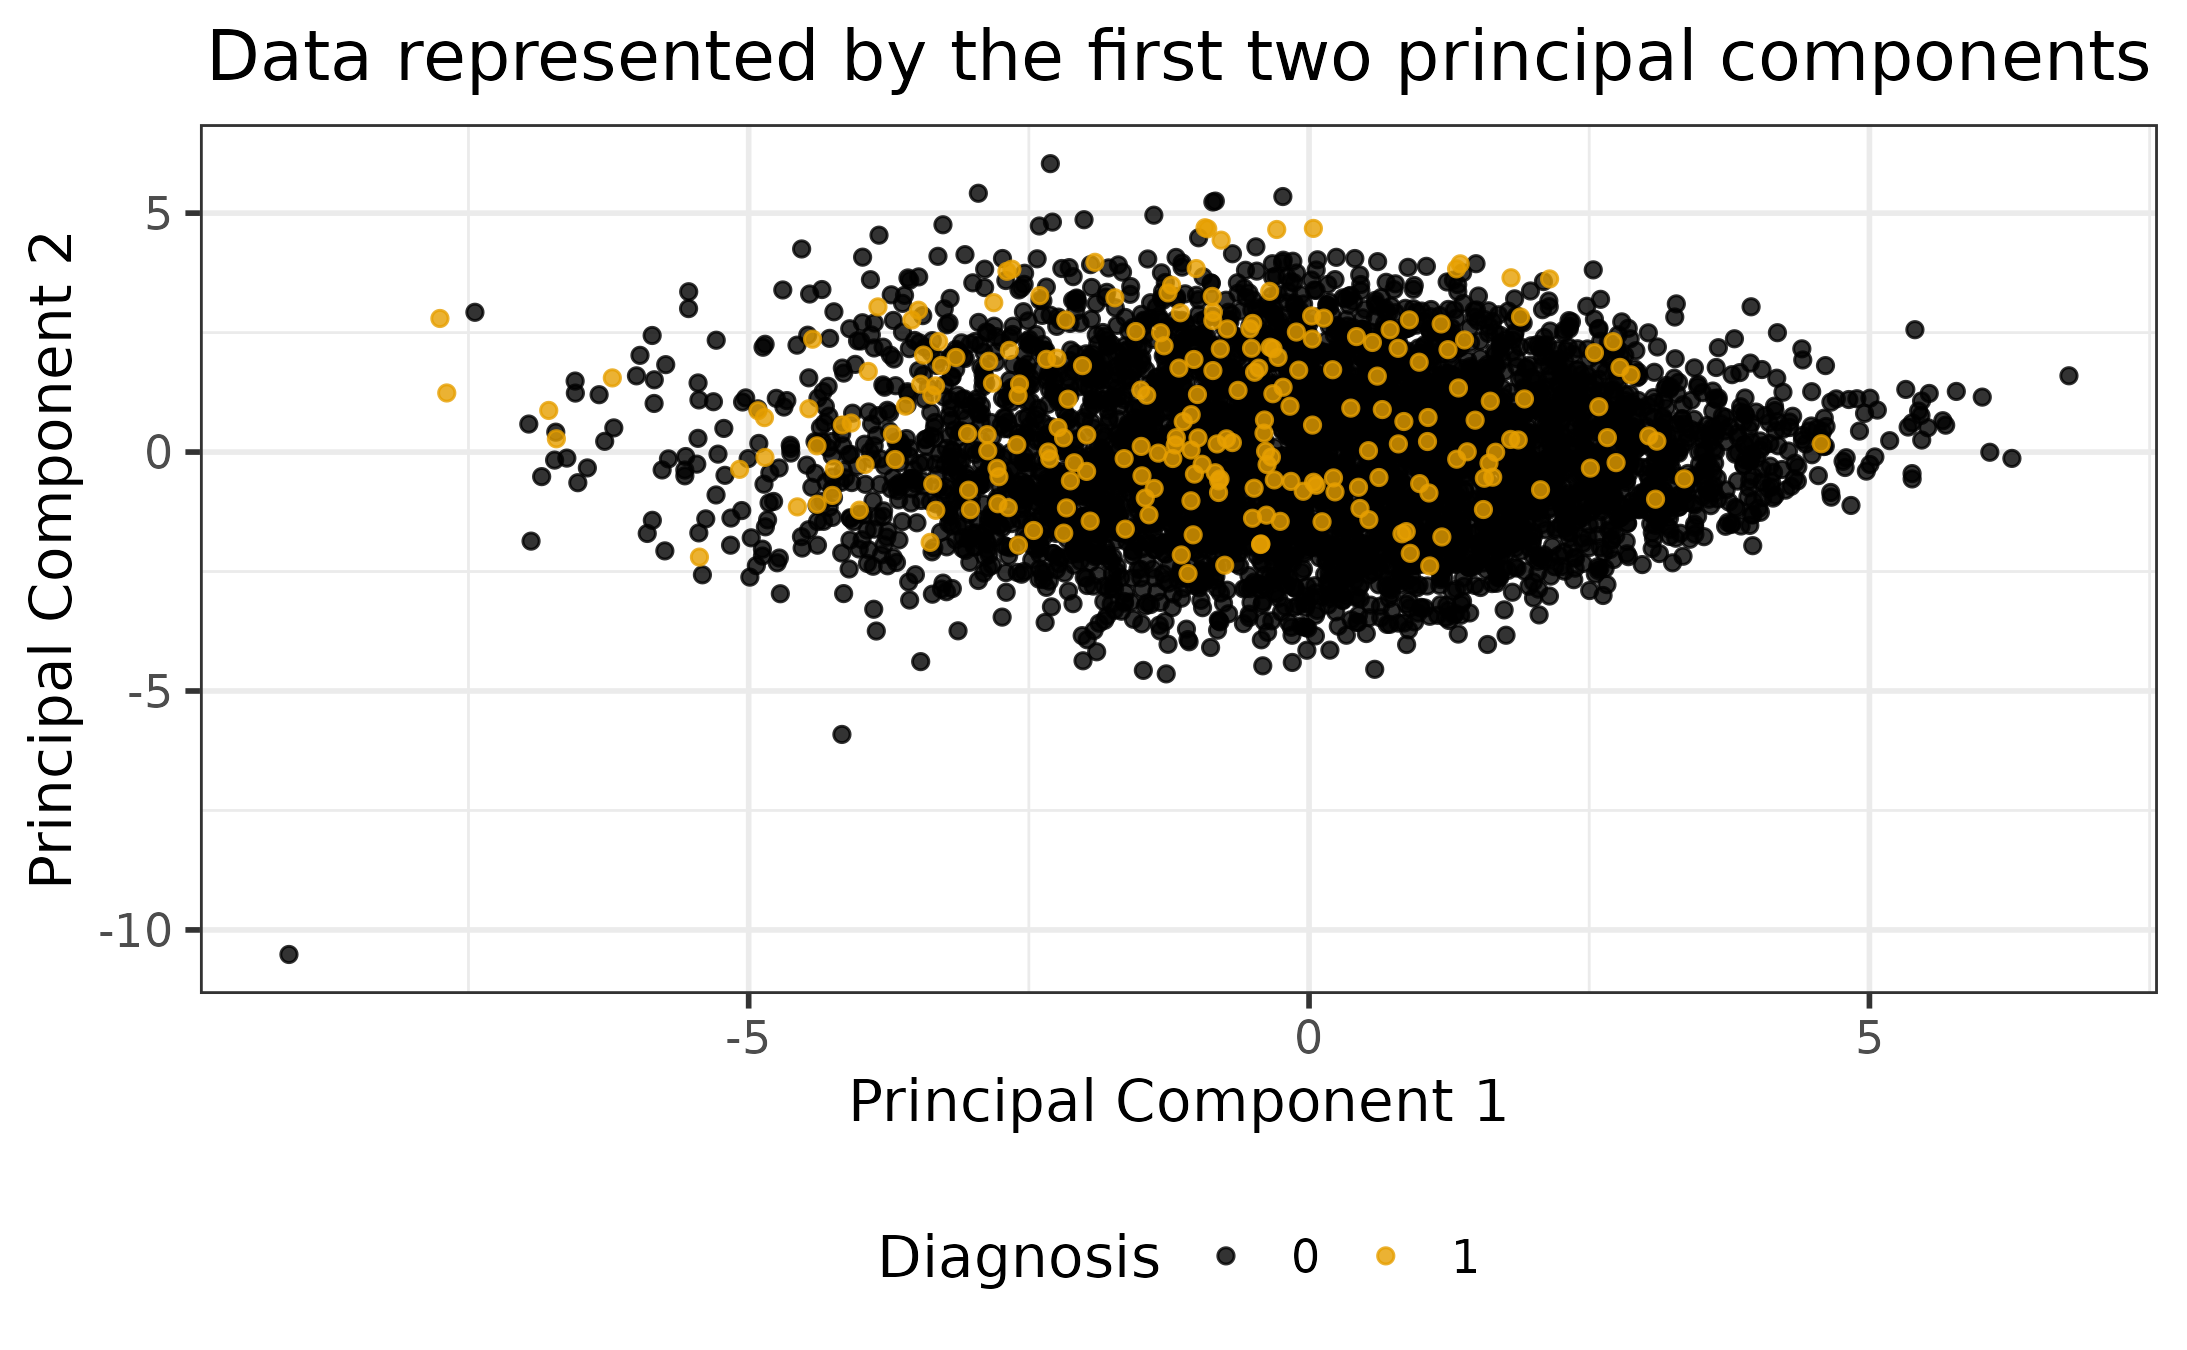 Data represented by the first two principal components
Principal Component 2
5
0
-5
-10
-5 0 5
Principal Component 1
Diagnosis 0 1